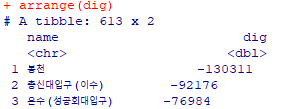 + arrange(dig)
# A tibble: 613 x 2
name dig
<chr> <dbl>
1 봉천 -130311
2 총신대입구 (이수) -92176
3 온수 (성공회대입구) -76984